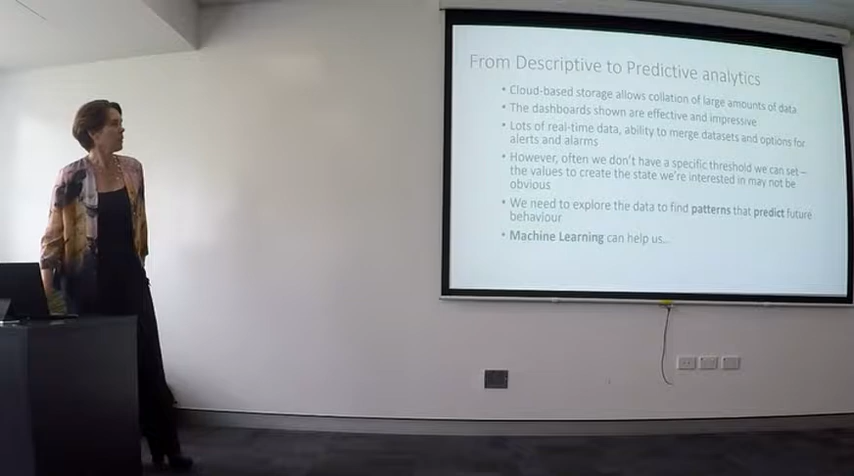 From Descriptive to Predictive analytics
• Cloud-based storage allows collation of large amounts of data
• The dashboards shown are effective and impressive
• Lots of real-time data, ability to merge datasets and options for
alerts and alarms
• However, often we don't have a specific threshold we can set–
the values to create the state we're interested in may not be
obvious
• We need to explore the data to find patterns that predict future
behaviour
• Machine Learning can help us..